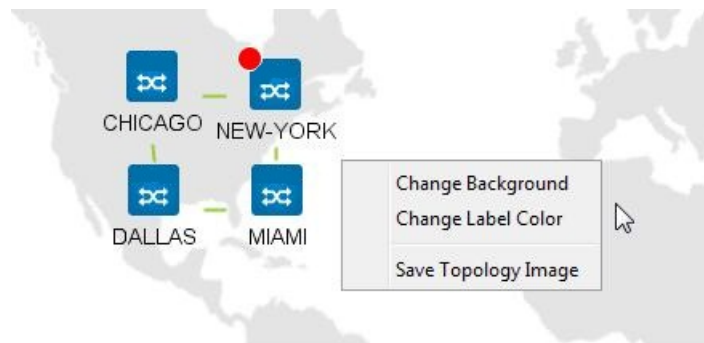 CHICAGO
NEW-YORK
DALLAS
MIAMI
Change Background
Change Label Color
Save Topology Image